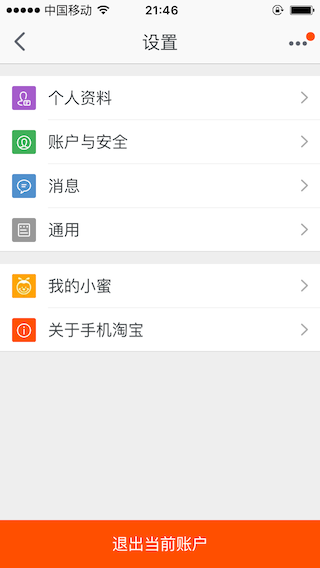 中国移动 21:46
设置
个人资料
账户与安全
消息
通用
我的小蜜
关于手机淘宝
退出当前账户